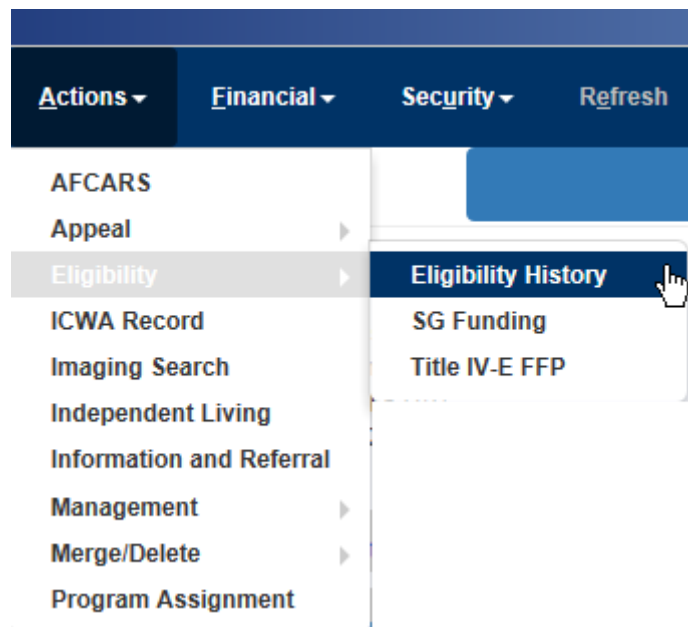 Actions Financial Security Refresh
AFCARS
Appeal
Eligibility
Eligibility History
ICWA Record
SG Funding
Imaging Search
Title IV-E FFP
Independent Living
Information and Referral
Management
Merge/Delete
Program Assignment